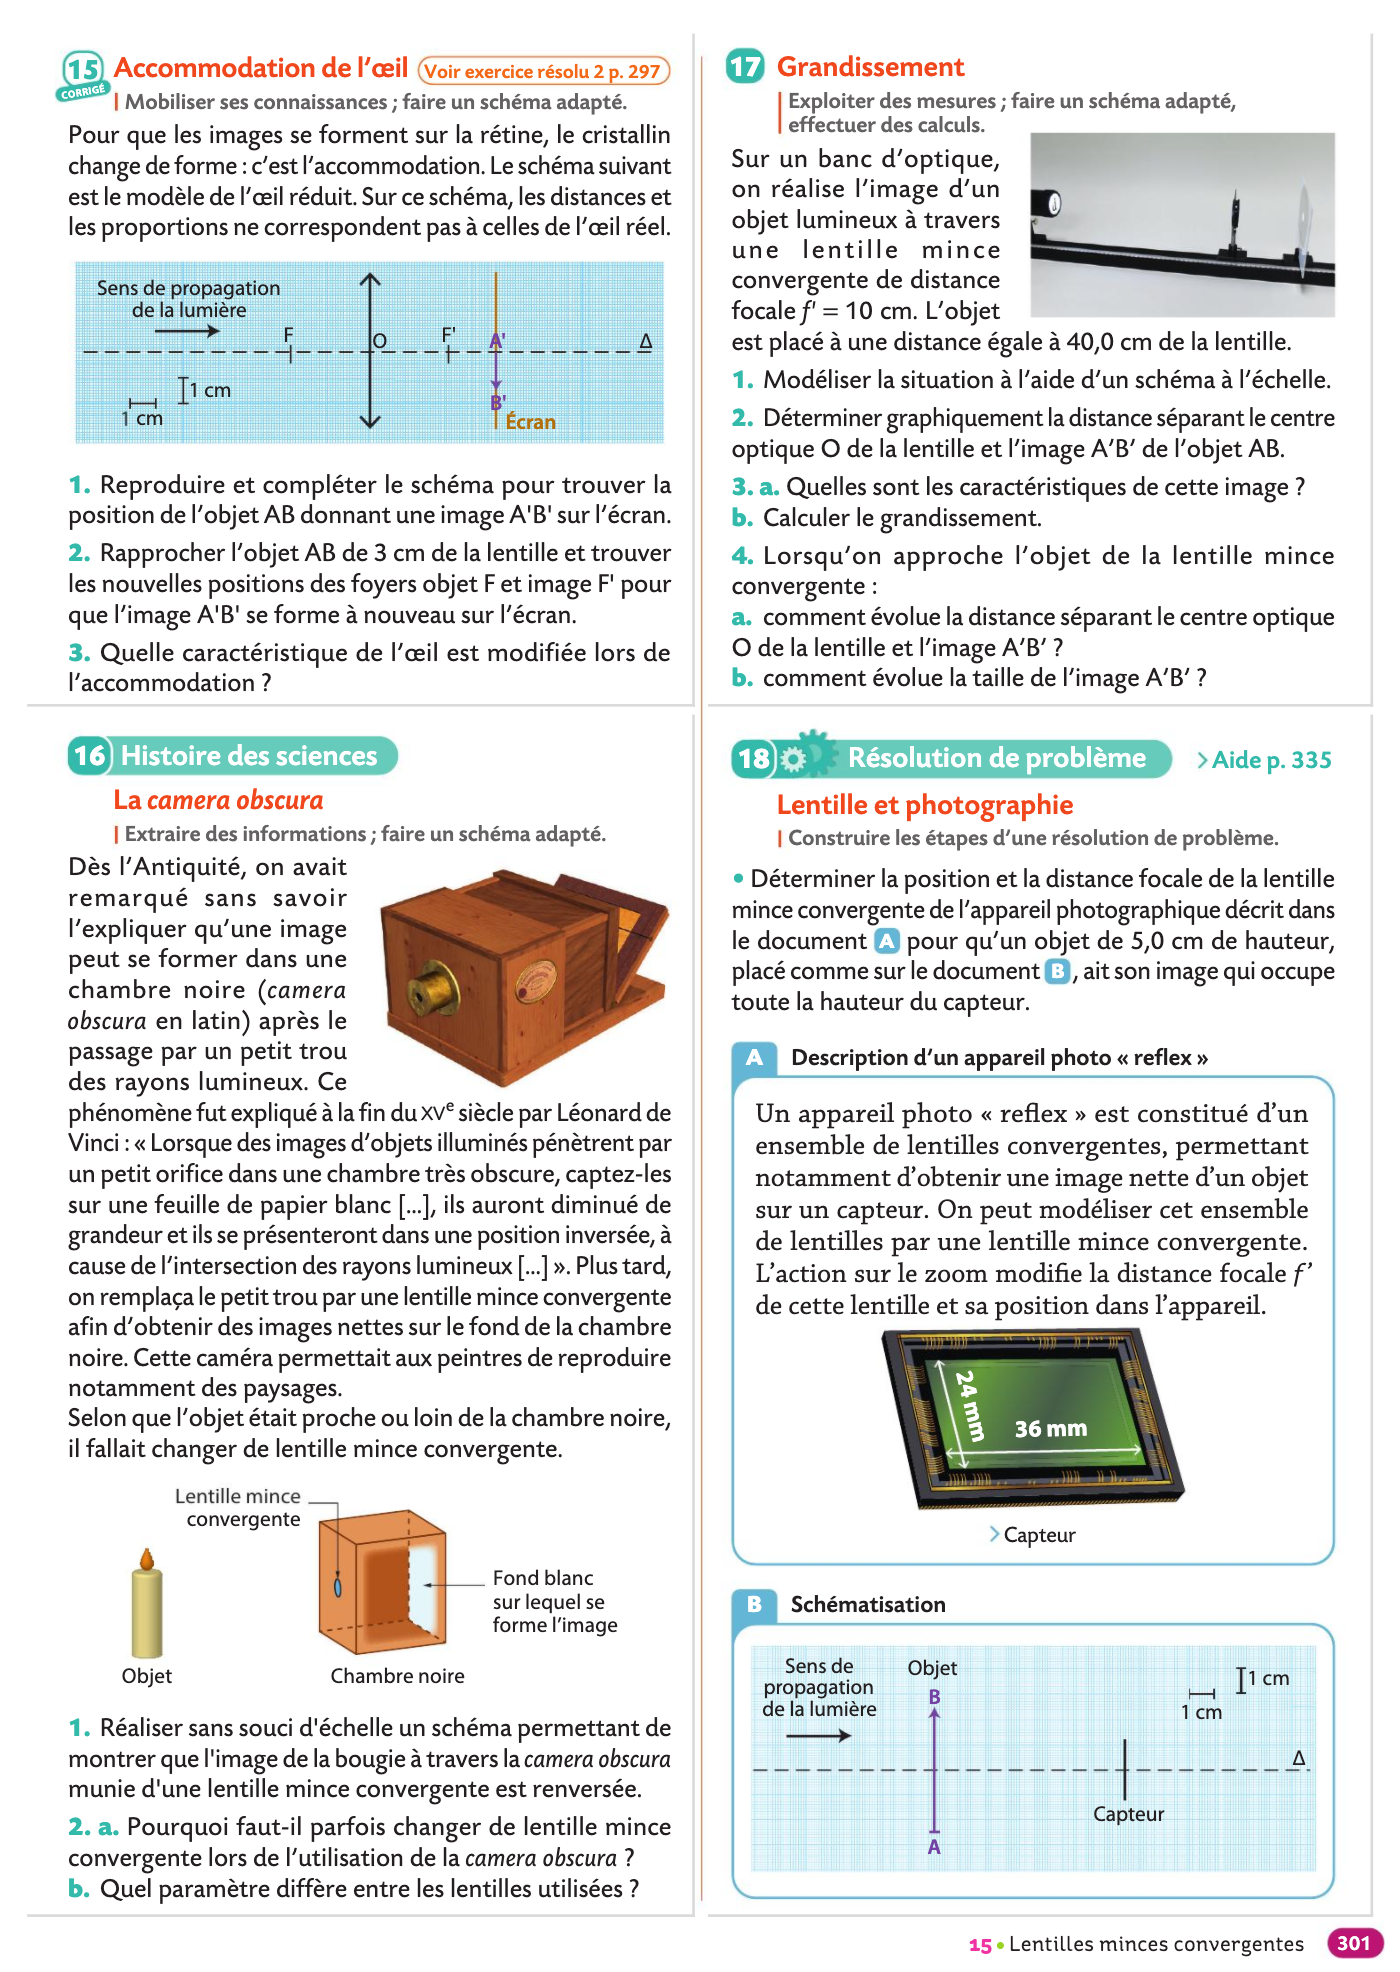 15 Accommodation de l’œil Voir exercice résolu 2 p. 297
CORRIGÉ
Mobiliser ses connaissances ; faire un schéma adapté.
Pour que les images se forment sur la rétine, le cristallin
change de forme : c’est l’accommodation. Le schéma suivant
est le modèle de l’œil réduit. Sur ce schéma, les distances et
les proportions ne correspondent pas à celles de l’œil réel.
Sens de propagation
de la lumière
F
O
F'
A'
Δ
1 cm
1 cm
B'
Écran
1. Reproduire et compléter le schéma pour trouver la
position de l’objet AB donnant une image A'B' sur l’écran.
2. Rapprocher l’objet AB de 3 cm de la lentille et trouver
les nouvelles positions des foyers objet F et image F' pour
que l’image A'B' se forme à nouveau sur l’écran.
3. Quelle caractéristique de l’œil est modifiée lors de
l’accommodation ?
16 Histoire des sciences
La camera obscura
Extraire des informations ; faire un schéma adapté.
Dès l’Antiquité, on avait
remarqué sans savoir
l’expliquer qu’une image
peut se former dans une
chambre noire (camera
obscura en latin) après le
passage par un petit trou
des rayons lumineux. Ce
phénomène fut expliqué à la fin du XVe siècle par Léonard de
Vinci : « Lorsque des images d’objets illuminés pénètrent par
un petit orifice dans une chambre très obscure, captez-les
sur une feuille de papier blanc [...], ils auront diminué de
grandeur et ils se présenteront dans une position inversée, à
cause de l’intersection des rayons lumineux [...] ». Plus tard,
on remplaça le petit trou par une lentille mince convergente
afin d’obtenir des images nettes sur le fond de la chambre
noire. Cette caméra permettait aux peintres de reproduire
notamment des paysages.
Selon que l’objet était proche ou loin de la chambre noire,
il fallait changer de lentille mince convergente.
Lentille mince
convergente
Fond blanc
sur lequel se
forme l’image
Objet
Chambre noire
1. Réaliser sans souci d'échelle un schéma permettant de
montrer que l'image de la bougie à travers la camera obscura
munie d'une lentille mince convergente est renversée.
2. a. Pourquoi faut-il parfois changer de lentille mince
convergente lors de l’utilisation de la camera obscura ?
b. Quel paramètre diffère entre les lentilles utilisées ?
17 Grandissement
Exploiter des mesures ; faire un schéma adapté,
effectuer des calculs.
Sur un banc d’optique,
on réalise l’image d’un
objet lumineux à travers
une lentille mince
convergente de distance
focale f' = 10 cm. L’objet
est placé à une distance égale à 40,0 cm de la lentille.
1. Modéliser la situation à l’aide d’un schéma à l’échelle.
2. Déterminer graphiquement la distance séparant le centre
optique O de la lentille et l’image A’B’ de l’objet AB.
3. a. Quelles sont les caractéristiques de cette image ?
b. Calculer le grandissement.
4. Lorsqu’on approche l’objet de la lentille mince
convergente :
a. comment évolue la distance séparant le centre optique
O de la lentille et l’image A’B’ ?
b. comment évolue la taille de l’image A’B’ ?
18 Résolution de problème > Aide p. 335
Lentille et photographie
Construire les étapes d’une résolution de problème.
• Déterminer la position et la distance focale de la lentille
mince convergente de l’appareil photographique décrit dans
le document A pour qu’un objet de 5,0 cm de hauteur,
placé comme sur le document B, ait son image qui occupe
toute la hauteur du capteur.
A Description d’un appareil photo « reflex »
Un appareil photo « reflex » est constitué d’un
ensemble de lentilles convergentes, permettant
notamment d’obtenir une image nette d’un objet
sur un capteur. On peut modéliser cet ensemble
de lentilles par une lentille mince convergente.
L’action sur le zoom modifie la distance focale f’
de cette lentille et sa position dans l’appareil.
24 mm
36 mm
> Capteur
B Schématisation
Sens de
propagation
de la lumière
Objet
B
1 cm
1 cm
Δ
Capteur
A
15 • Lentilles minces convergentes 301